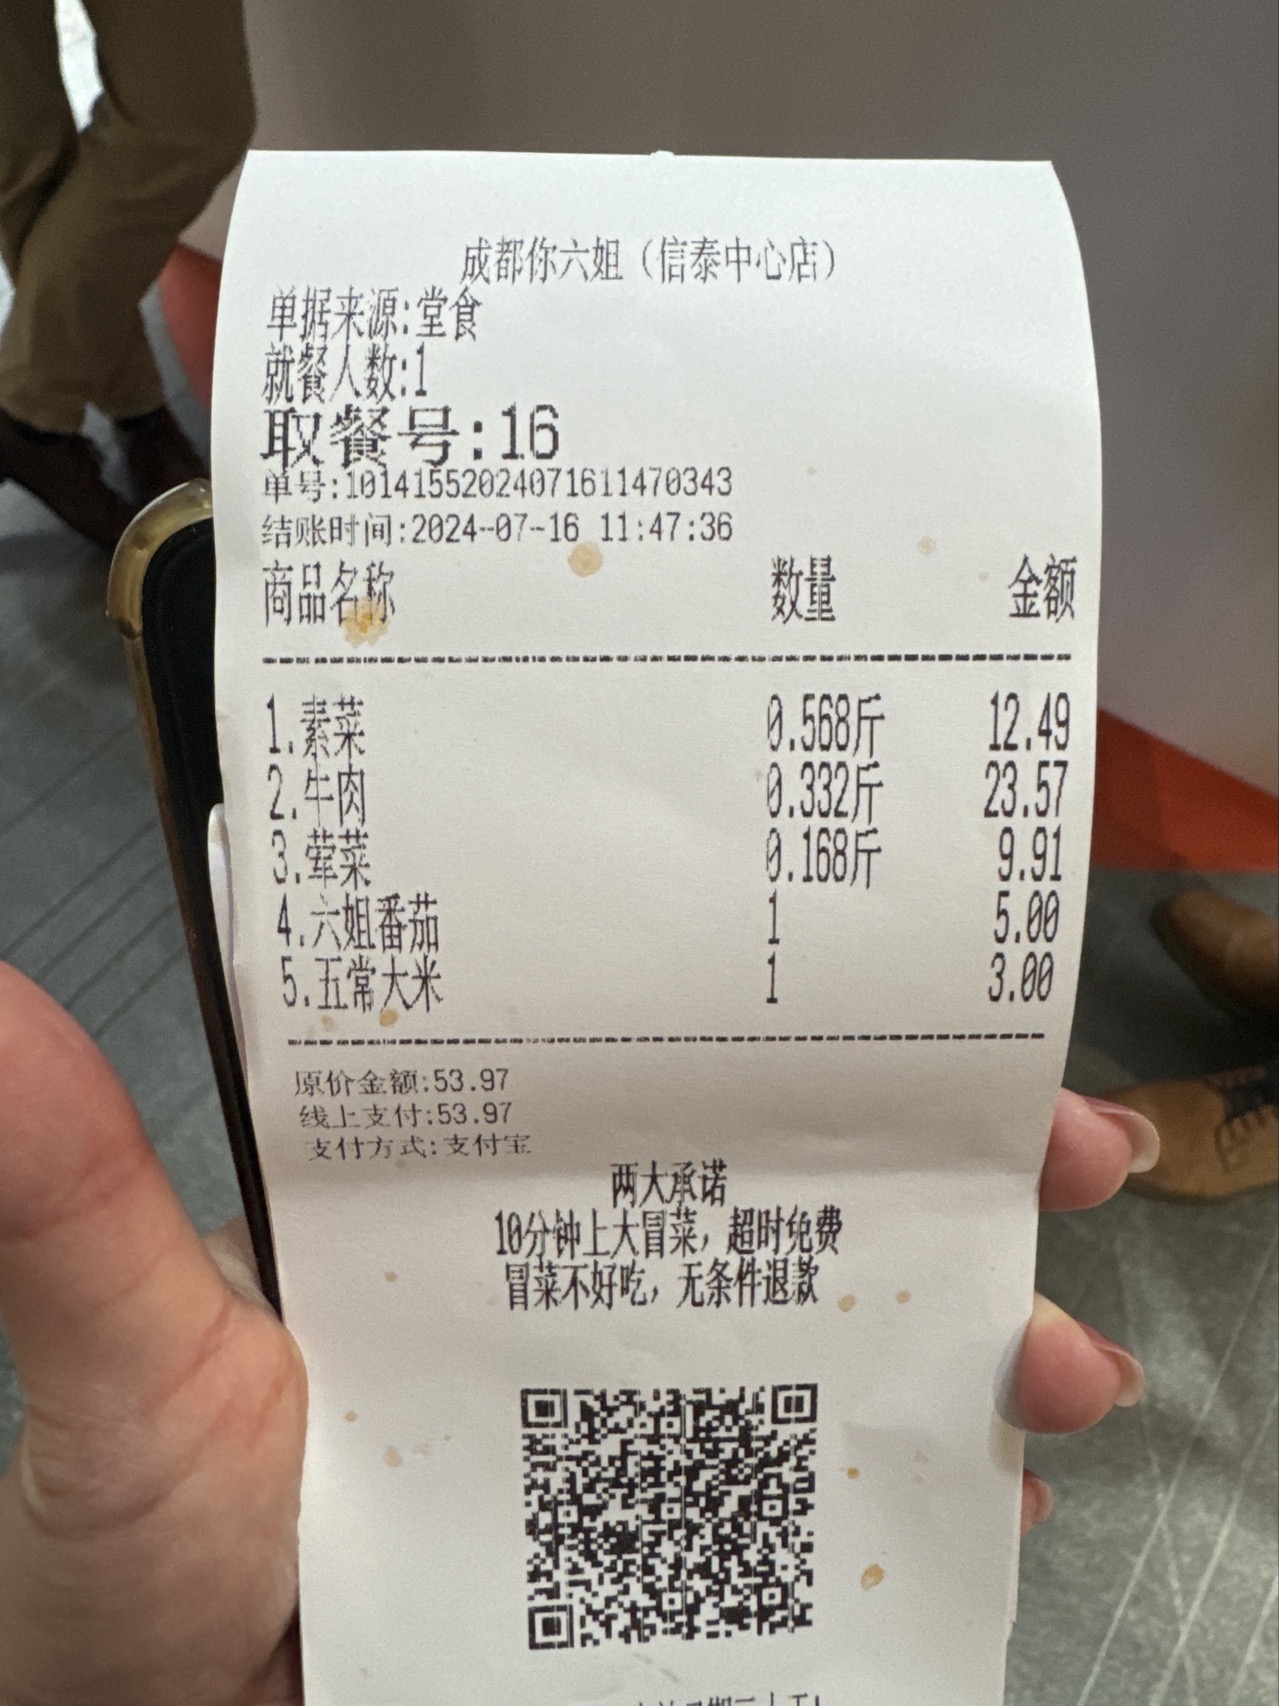 成都你六姐（信泰中心店）
单据来源:堂食
就餐人数:1
取餐号:16
单号:10141552024071611470343
结账时间:2024-07-16 11:47:36
商品名称 数量 金额
1.素菜 0.568斤 12.49
2.牛肉 0.332斤 23.57
3.荤菜 0.168斤 9.91
4.六姐番茄 1 5.00
5.五常大米 1 3.00
原价金额:53.97
线上支付:53.97
支付方式:支付宝
两大承诺
10分钟上大冒菜，超时免费
冒菜不好吃，无条件退款